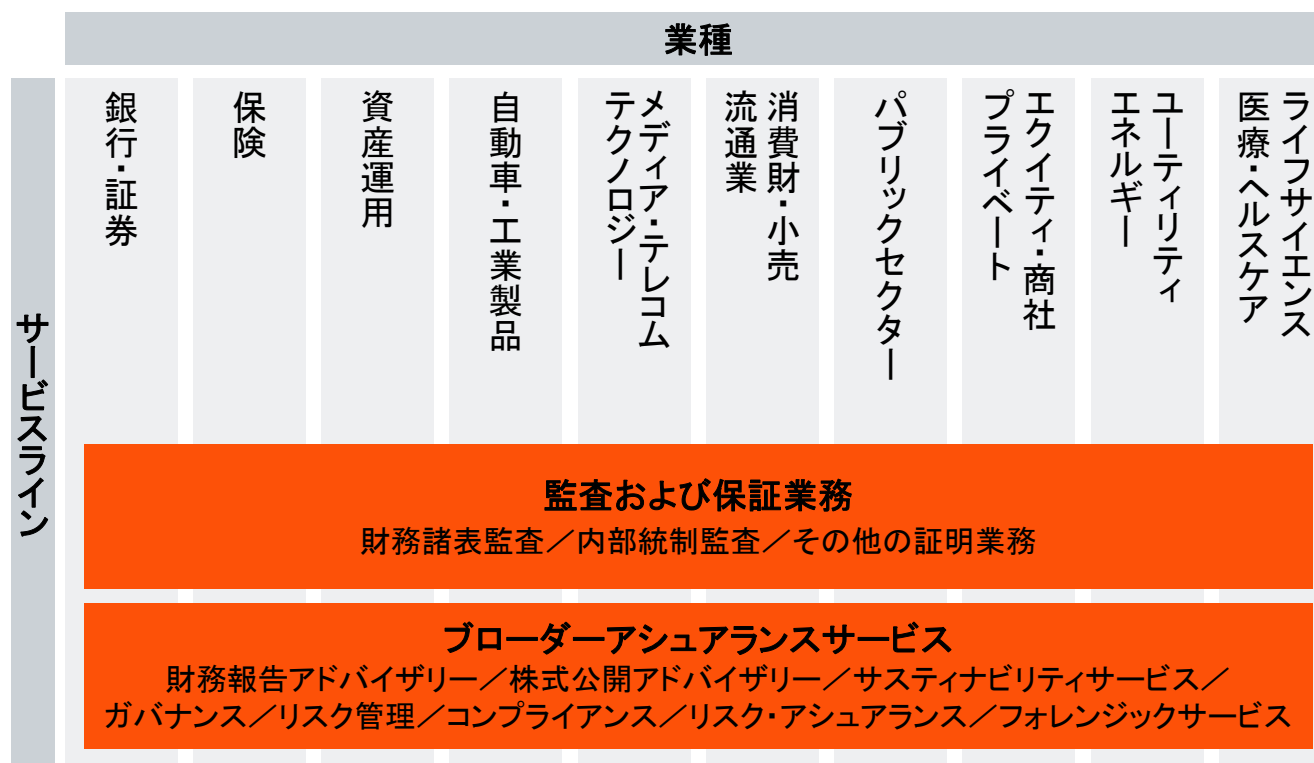 業種
サービスライン
銀行・証券
保険
資産運用
自動車・工業製品
メディア・テレコム
テクノロジー
消費財・小売
流通業
パブリックセクター
エクイティ・商社
プライベート
ユーティリティ
エネルギー
ライフサイエンス
医療・ヘルスケア
監査および保証業務
財務諸表監査／内部統制監査／その他の証明業務
ブローダーアシュアランスサービス
財務報告アドバイザリー／株式公開アドバイザリー／サスティナビリティサービス／
ガバナンス／リスク管理／コンプライアンス／リスク・アシュアランス／フォレンジックサービス